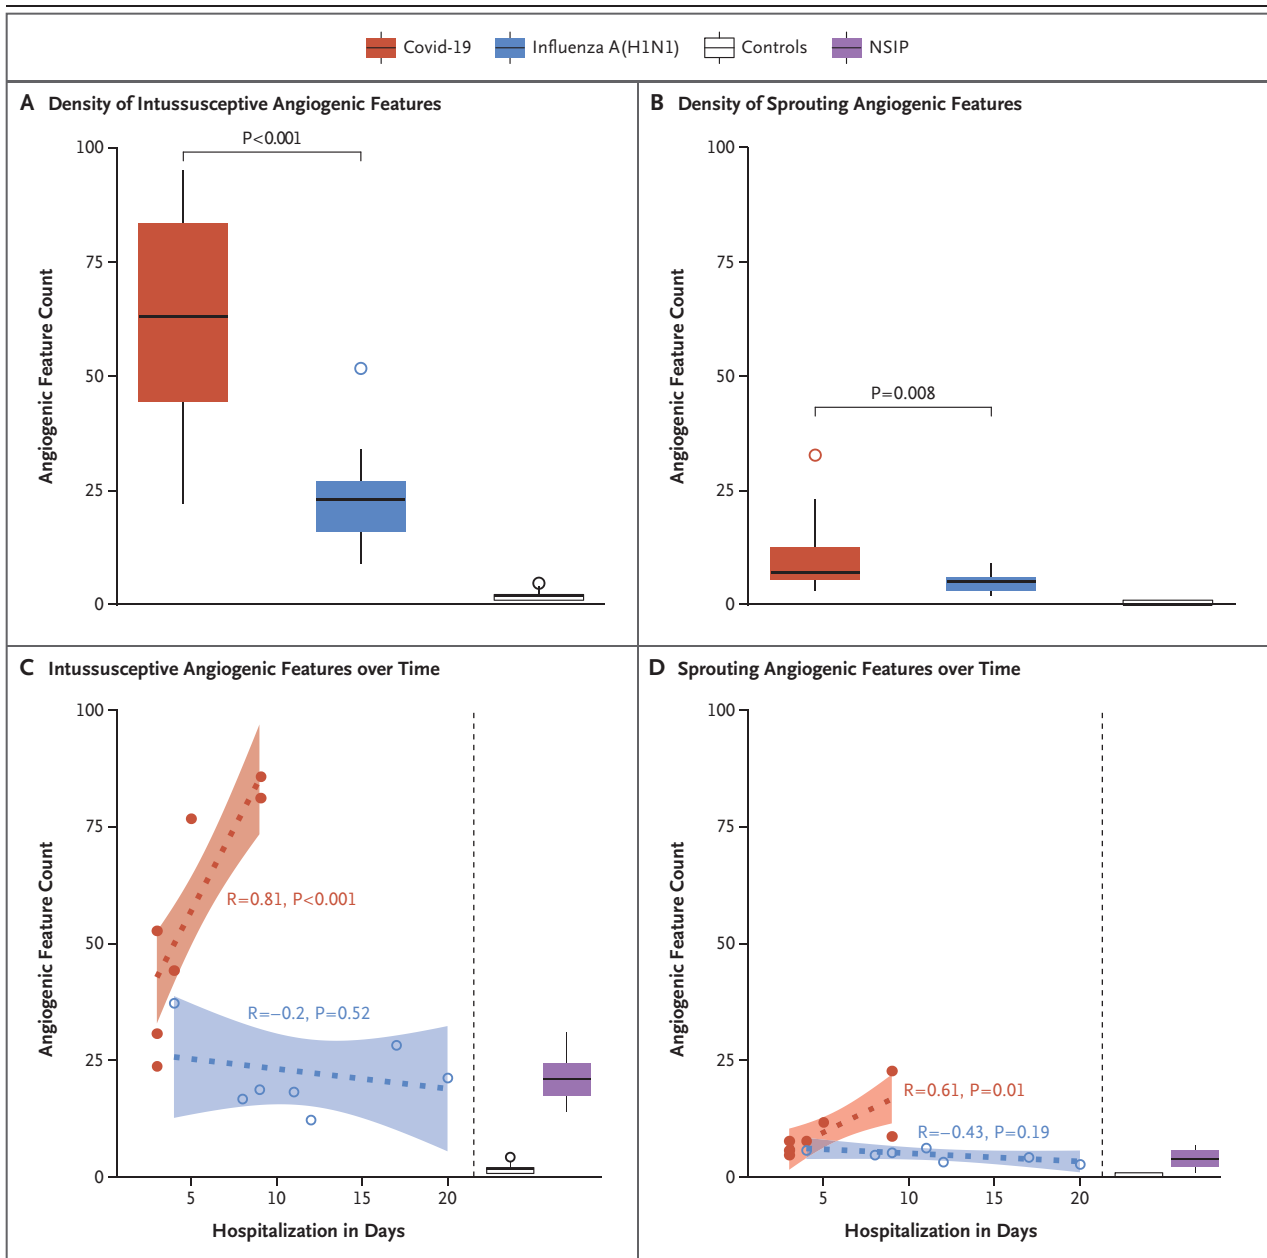 Covid-19 Influenza A(H1N1) Controls NSIP
A Density of Intussusceptive Angiogenic Features
P<0.001
100
75
50
25
0
Angiogenic Feature Count
B Density of Sprouting Angiogenic Features
P=0.008
100
75
50
25
0
Angiogenic Feature Count
C Intussusceptive Angiogenic Features over Time
100
75
50
25
0
Angiogenic Feature Count
R=0.81, P<0.001
R=−0.2, P=0.52
5 10 15 20
Hospitalization in Days
D Sprouting Angiogenic Features over Time
100
75
50
25
0
Angiogenic Feature Count
R=0.61, P=0.01
R=−0.43, P=0.19
5 10 15 20
Hospitalization in Days